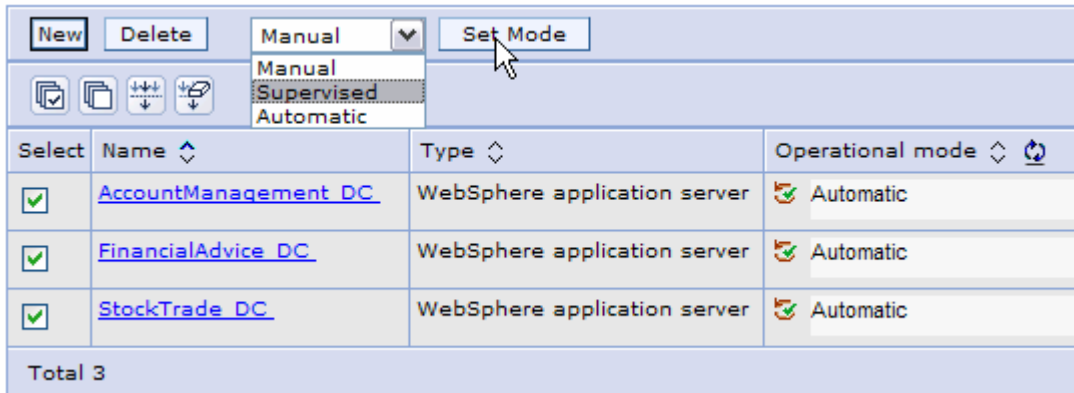 New Delete Manual Set Mode
Manual
Supervised
Automatic
Select Name Type Operational mode
AccountManagement_DC WebSphere application server Automatic
FinancialAdvice_DC WebSphere application server Automatic
StockTrade_DC WebSphere application server Automatic
Total 3